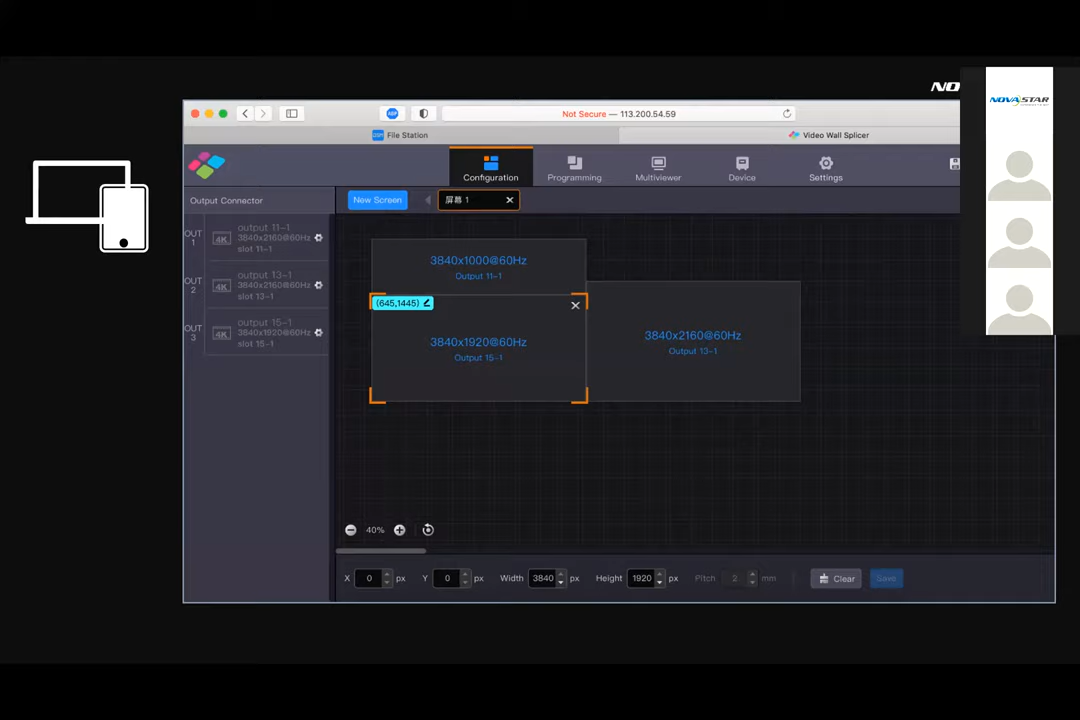 NO
NOVASTAR
Not Secure — 113.200.54.59
File Station
Video Wall Splicer
Configuration
Programming
Multiviewer
Device
Settings
Output Connector
New Screen
屏幕 1
OUT
1
4K
output 11-1
3840x2160@60Hz
slot 11-1
OUT
2
4K
output 13-1
3840x2160@60Hz
slot 13-1
OUT
3
4K
output 15-1
3840x1920@60Hz
slot 15-1
3840x1000@60Hz
Output 11-1
(645,1445)
3840x1920@60Hz
Output 15-1
3840x2160@60Hz
Output 13-1
40%
X 0 px Y 0 px Width 3840 px Height 1920 px Pitch 2 mm Clear Save